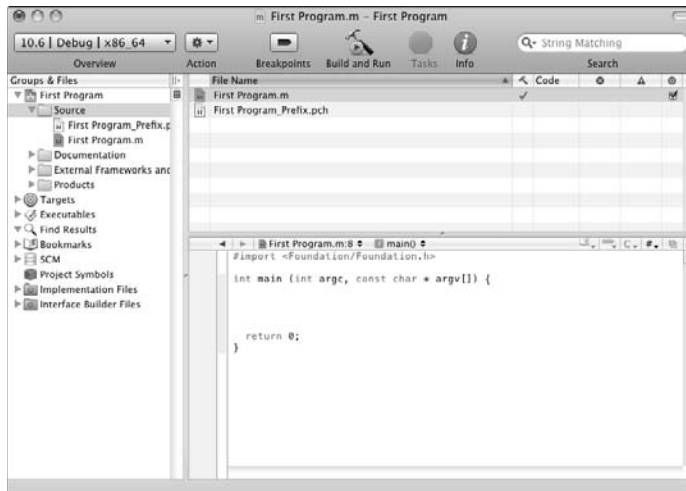 First Program.m – First Program
10.6 | Debug | x86_64
String Matching
Overview
Action
Breakpoints
Build and Run
Tasks
Info
Search
Groups & Files
First Program
Source
First Program_Prefix.p
First Program.m
Documentation
External Frameworks and
Products
Targets
Executables
Find Results
Bookmarks
SCM
Project Symbols
Implementation Files
Interface Builder Files
File Name
Code
First Program.m
First Program_Prefix.pch
First Program.m:8
main()
C
#
#import <Foundation/Foundation.h>
int main (int argc, const char * argv[]) {
return 0;
}